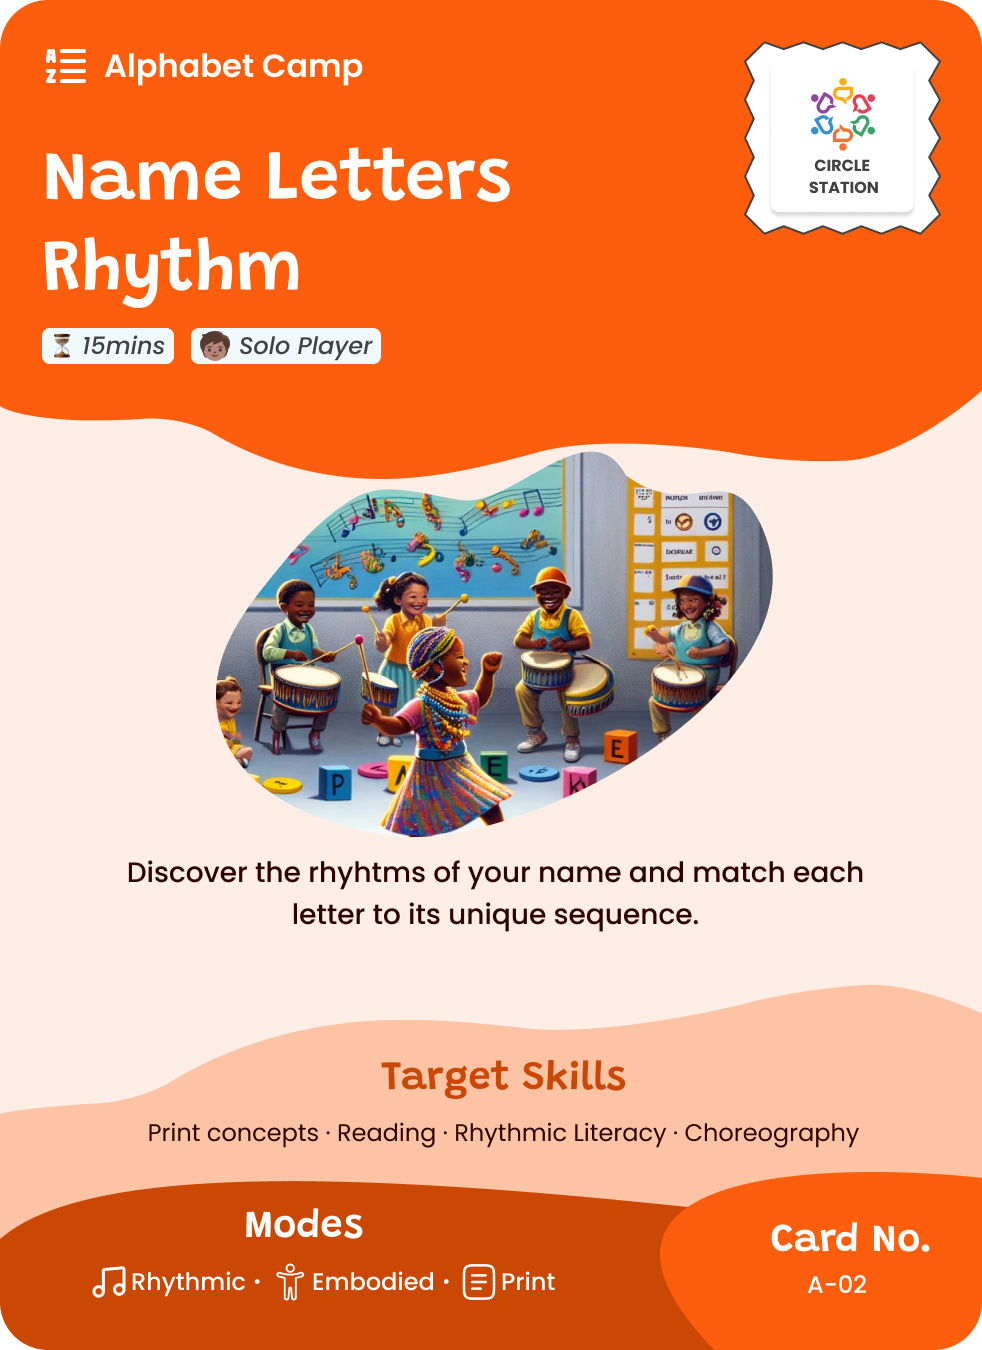 Alphabet Camp
CIRCLE
STATION
Name Letters
Rhythm
15mins
Solo Player
P
E
E
Discover the rhyhtms of your name and match each
letter to its unique sequence.
Target Skills
Print concepts · Reading · Rhythmic Literacy · Choreography
Modes
Rhythmic · Embodied · Print
Card No.
A-02